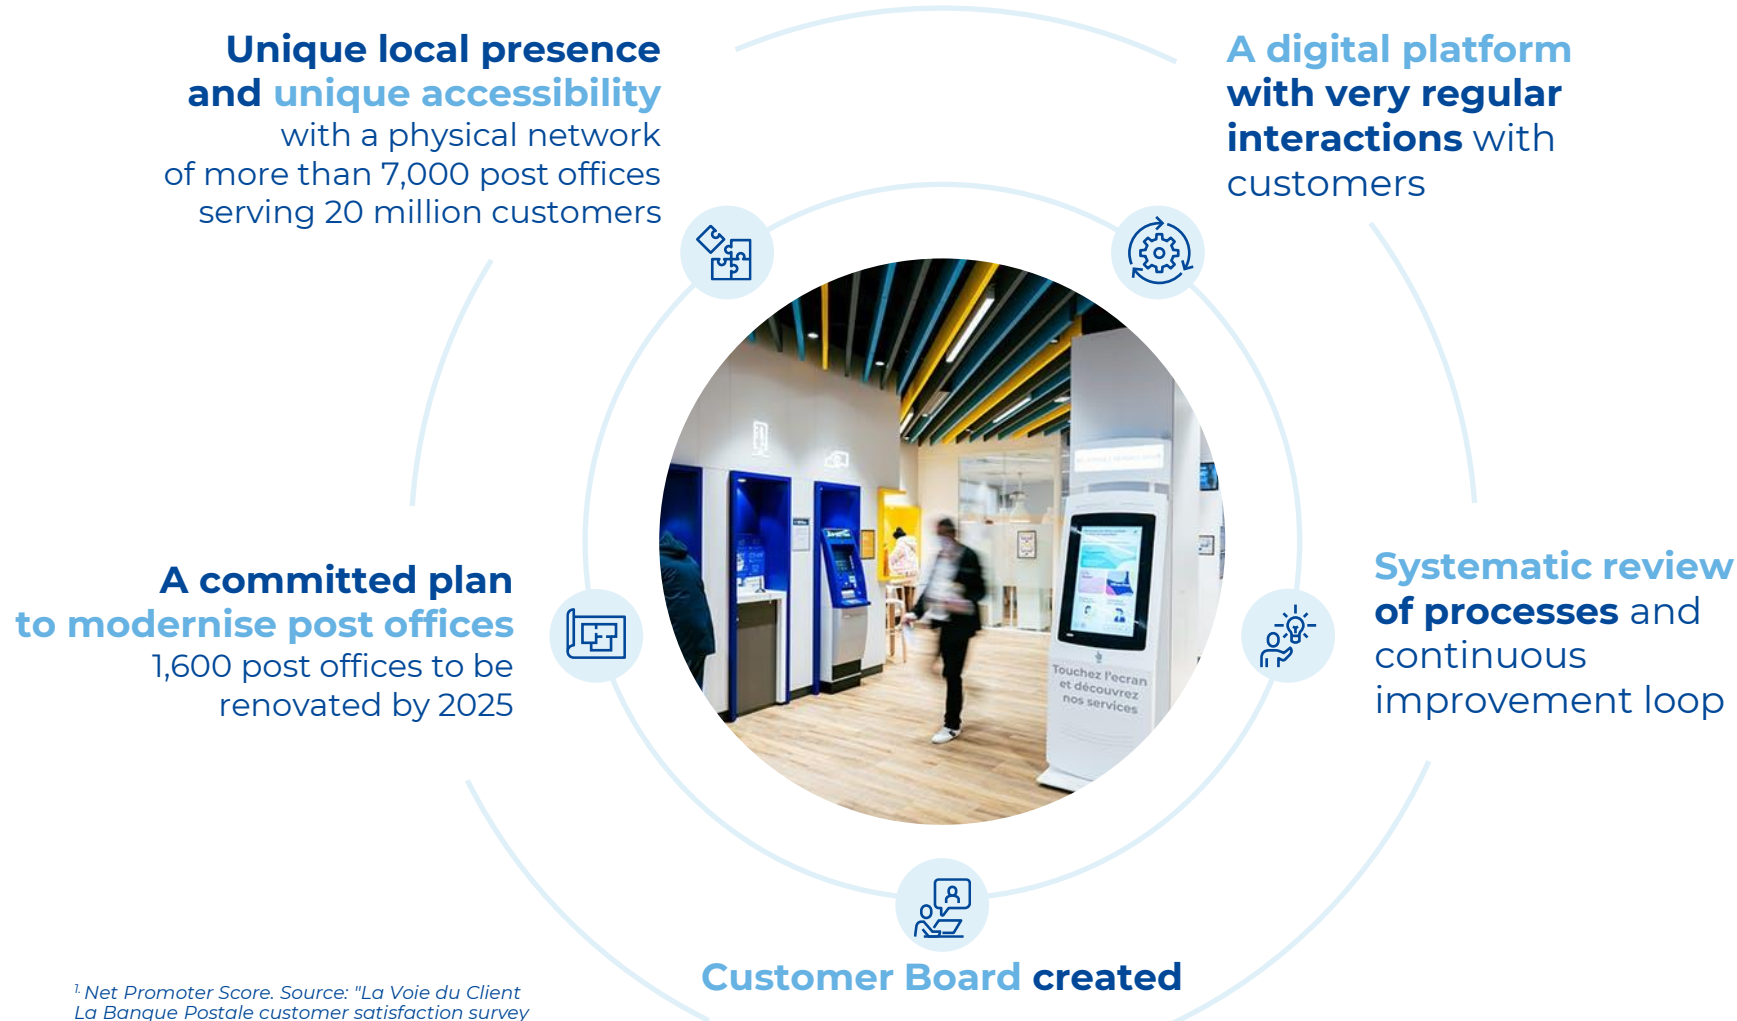 Unique local presence
and unique accessibility
with a physical network
of more than 7,000 post offices
serving 20 million customers
A digital platform
with very regular
interactions with
customers
A committed plan
to modernise post offices
1,600 post offices to be
renovated by 2025
Systematic review
of processes and
continuous
improvement loop
Touchez l'ecran
et découvrez
nos services
Customer Board created
1. Net Promoter Score. Source: "La Voie du Client
La Banque Postale customer satisfaction survey